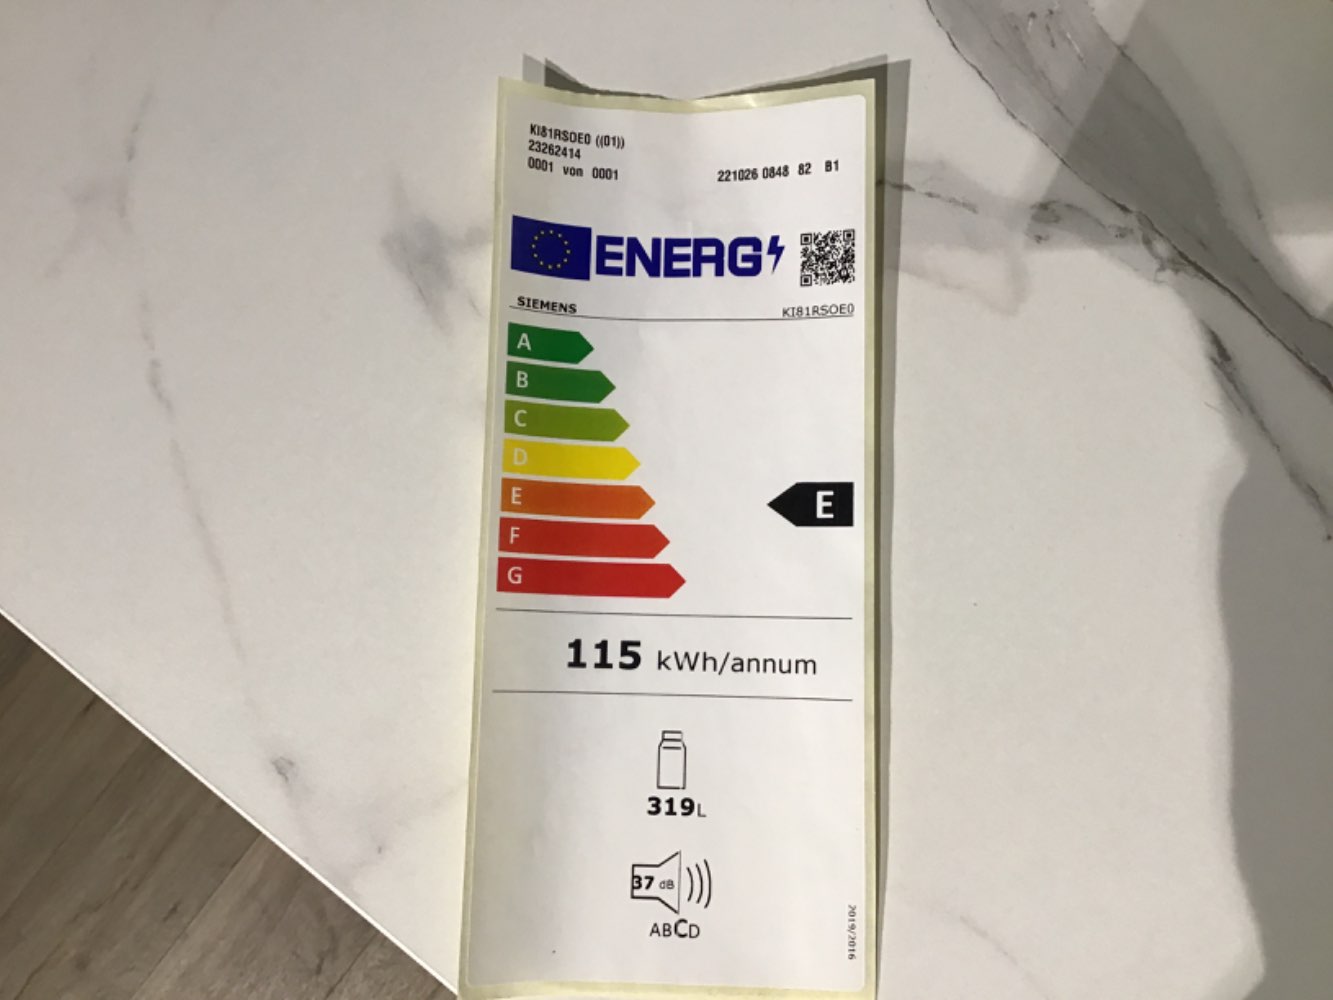 KI81RSOE0 ((01))
23262414
0001 von 0001
221026 0848 82 B1
ENERG
SIEMENS
KI81RSOE0
A
B
C
D
E
E
F
G
115 kWh/annum
319L
37 dB
ABCD
2019/2016